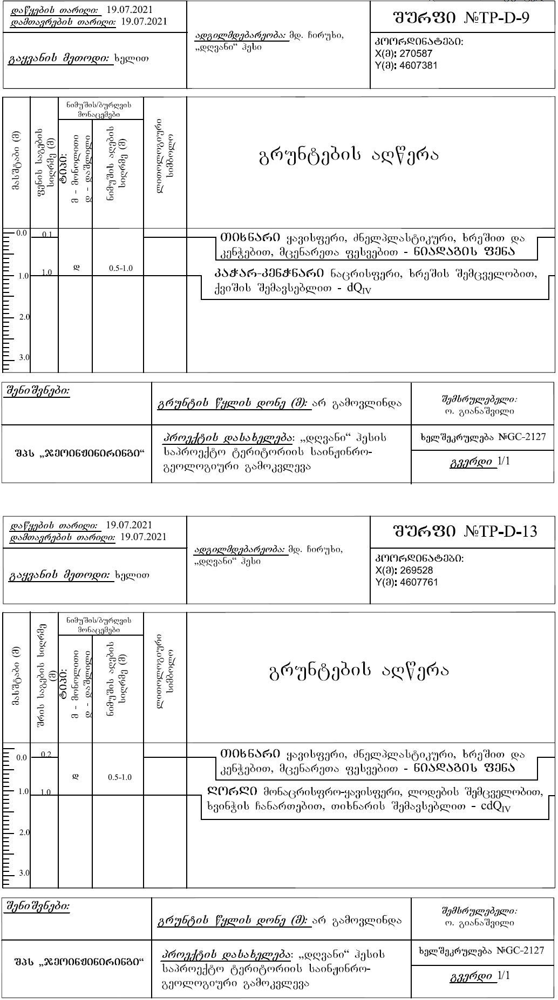 დაწყების თარიღი: 19.07.2021
დამთავრების თარიღი: 19.07.2021
გაყვანის მეთოდი: ხელით
ადგილმდებარეობა: მდ. ჩირუხი,
„დღვანი“ ჰესი
შურფი №TP-D-9
კოორდინატები:
X(მ): 270587
Y(მ): 4607381
მასშტაბი (მ)
ფენის საგების
სიღრმე (მ)
ნიმუშის/ბურღვის
მონაცემები
ტიპი:
მ - მონოლითი
დ - დაშლილი
ნიმუშის აღების
სიღრმე (მ)
ლითოლოგიური
სიმბოლო
გრუნტების აღწერა
0.0
0.1
თიხნარი ყავისფერი, ძნელპლასტიკური, ხრეშით და
კენჭებით, მცენარეთა ფესვებით - ნიადაგის ფენა
1.0
1.0
დ
0.5-1.0
კაჭარ-კენჭნარი ნაცრისფერი, ხრეშის შემცველობით,
ქვიშის შემავსებლით - dQIV
2.0
3.0
შენიშვნები:
გრუნტის წყლის დონე (მ): არ გამოვლინდა
შემსრულებელი:
ო. გიანაშვილი
შპს „ჯეოინჟინირინგი“
პროექტის დასახელება: „დღვანი“ ჰესის
საპროექტო ტერიტორიის საინჟინრო-
გეოლოგიური გამოკვლევა
ხელშეკრულება №GC-2127
გვერდი 1/1
დაწყების თარიღი: 19.07.2021
დამთავრების თარიღი: 19.07.2021
გაყვანის მეთოდი: ხელით
ადგილმდებარეობა: მდ. ჩირუხი,
„დღვანი“ ჰესი
შურფი №TP-D-13
კოორდინატები:
X(მ): 269528
Y(მ): 4607761
მასშტაბი (მ)
შრის საგების სიღრმე
(მ)
ნიმუშის/ბურღვის
მონაცემები
ტიპი:
მ - მონოლითი
დ - დაშლილი
ნიმუშის აღების
სიღრმე (მ)
ლითოლოგიური
სიმბოლო
გრუნტების აღწერა
0.0
0.2
თიხნარი ყავისფერი, ძნელპლასტიკური, ხრეშით და
კენჭებით, მცენარეთა ფესვებით - ნიადაგის ფენა
1.0
1.0
დ
0.5-1.0
ღორღი მონაცრისფრო-ყავისფერი, ლოდების შემცველობით,
ხვინჭის ჩანართებით, თიხნარის შემავსებლით - cdQIV
2.0
3.0
შენიშვნები:
გრუნტის წყლის დონე (მ): არ გამოვლინდა
შემსრულებელი:
ო. გიანაშვილი
შპს „ჯეოინჟინირინგი“
პროექტის დასახელება: „დღვანი“ ჰესის
საპროექტო ტერიტორიის საინჟინრო-
გეოლოგიური გამოკვლევა
ხელშეკრულება №GC-2127
გვერდი 1/1